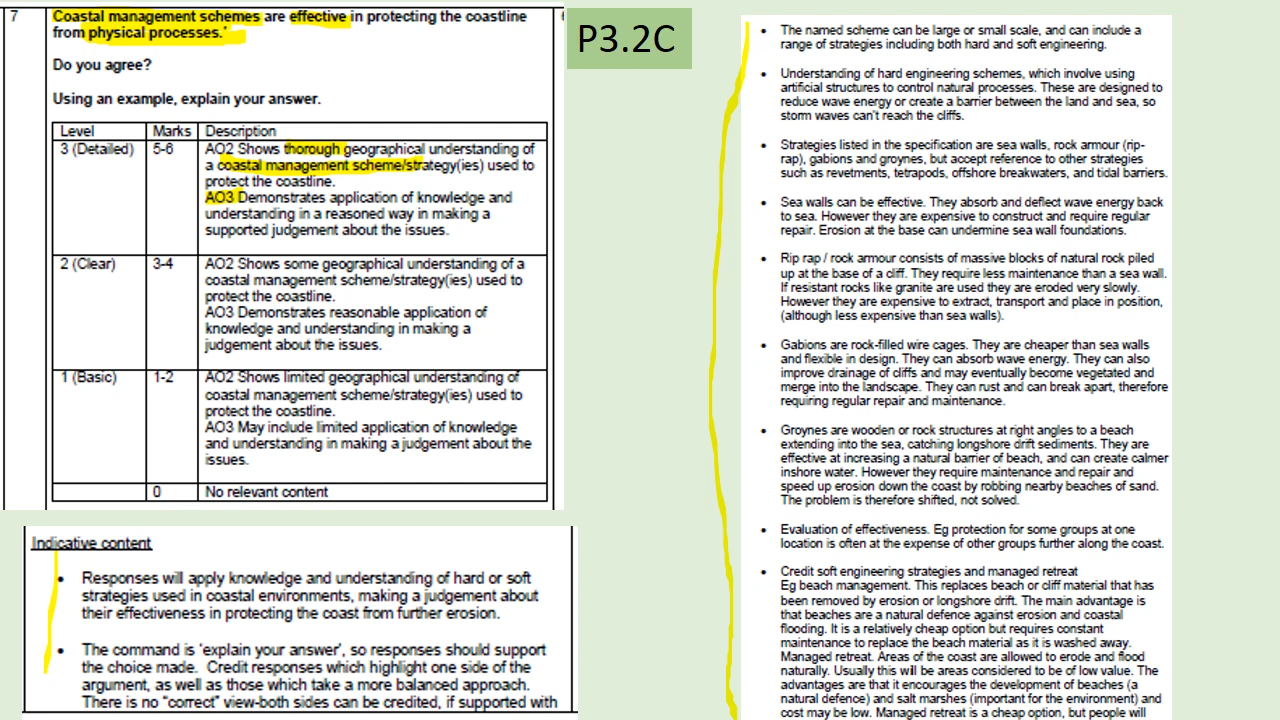 7
Coastal management schemes are effective in protecting the coastline
from physical processes.'
Do you agree?
Using an example, explain your answer.
Level Marks Description
3 (Detailed) 5-6 AO2 Shows thorough geographical understanding of
a coastal management scheme/strategy(ies) used to
protect the coastline.
AO3 Demonstrates application of knowledge and
understanding in a reasoned way in making a
supported judgement about the issues.
2 (Clear) 3-4 AO2 Shows some geographical understanding of a
coastal management scheme/strategy(ies) used to
protect the coastline.
AO3 Demonstrates reasonable application of
knowledge and understanding in making a
judgement about the issues.
1 (Basic) 1-2 AO2 Shows limited geographical understanding of
coastal management scheme/strategy(ies) used to
protect the coastline.
AO3 May include limited application of knowledge
and understanding in making a judgement about the
issues.
0 No relevant content
P3.2C
Indicative content
• Responses will apply knowledge and understanding of hard or soft
strategies used in coastal environments, making a judgement about
their effectiveness in protecting the coast from further erosion.
• The command is 'explain your answer', so responses should support
the choice made. Credit responses which highlight one side of the
argument, as well as those which take a more balanced approach.
There is no "correct" view-both sides can be credited, if supported with
• The named scheme can be large or small scale, and can include a
range of strategies including both hard and soft engineering.
• Understanding of hard engineering schemes, which involve using
artificial structures to control natural processes. These are designed to
reduce wave energy or create a barrier between the land and sea, so
storm waves can't reach the cliffs.
• Strategies listed in the specification are sea walls, rock armour (rip-
rap), gabions and groynes, but accept reference to other strategies
such as revetments, tetrapods, offshore breakwaters, and tidal barriers.
• Sea walls can be effective. They absorb and deflect wave energy back
to sea. However they are expensive to construct and require regular
repair. Erosion at the base can undermine sea wall foundations.
• Rip rap / rock armour consists of massive blocks of natural rock piled
up at the base of a cliff. They require less maintenance than a sea wall.
If resistant rocks like granite are used they are eroded very slowly.
However they are expensive to extract, transport and place in position,
(although less expensive than sea walls).
• Gabions are rock-filled wire cages. They are cheaper than sea walls
and flexible in design. They can absorb wave energy. They can also
improve drainage of cliffs and may eventually become vegetated and
merge into the landscape. They can rust and can break apart, therefore
requiring regular repair and maintenance.
• Groynes are wooden or rock structures at right angles to a beach
extending into the sea, catching longshore drift sediments. They are
effective at increasing a natural barrier of beach, and can create calmer
inshore water. However they require maintenance and repair and
speed up erosion down the coast by robbing nearby beaches of sand.
The problem is therefore shifted, not solved.
• Evaluation of effectiveness. Eg protection for some groups at one
location is often at the expense of other groups further along the coast.
• Credit soft engineering strategies and managed retreat
Eg beach management. This replaces beach or cliff material that has
been removed by erosion or longshore drift. The main advantage is
that beaches are a natural defence against erosion and coastal
flooding. It is a relatively cheap option but requires constant
maintenance to replace the beach material as it is washed away.
Managed retreat. Areas of the coast are allowed to erode and flood
naturally. Usually this will be areas considered to be of low value. The
advantages are that it encourages the development of beaches (a
natural defence) and salt marshes (important for the environment) and
cost may be low. Managed retreat is a cheap option, but people will